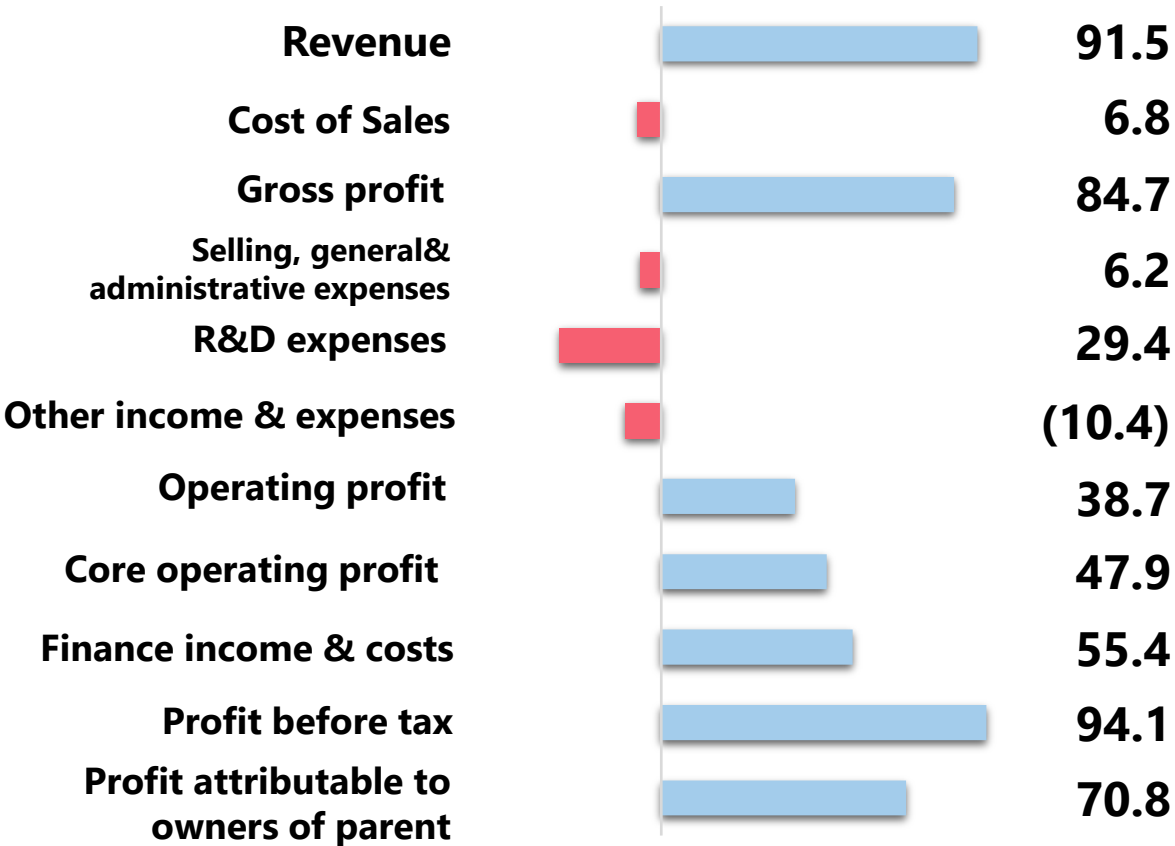 Revenue 91.5
Cost of Sales 6.8
Gross profit 84.7
Selling, general&
administrative expenses 6.2
R&D expenses 29.4
Other income & expenses (10.4)
Operating profit 38.7
Core operating profit 47.9
Finance income & costs 55.4
Profit before tax 94.1
Profit attributable to
owners of parent 70.8